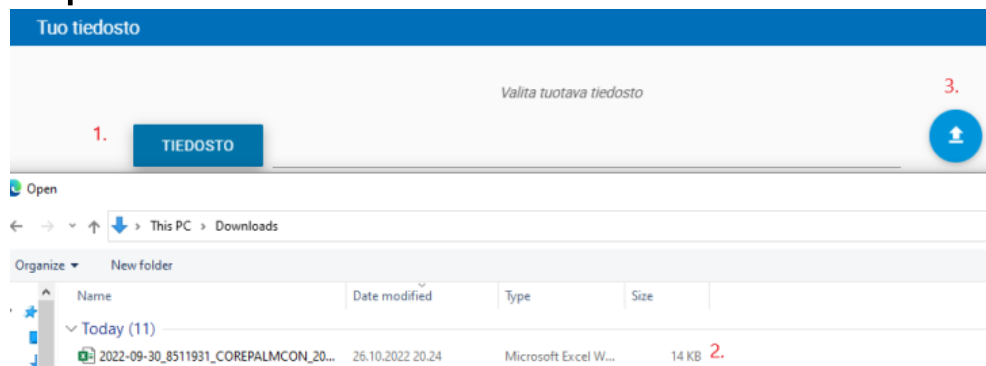 Tuo tiedosto
Valita tuotava tiedosto
3.
1.
TIEDOSTO
Open
This PC > Downloads
Organize New folder
Name Date modified Type Size
Today (11)
2022-09-30_8511931_COREPALMCON_20... 26.10.2022 20.24 Microsoft Excel W... 14 KB 2.